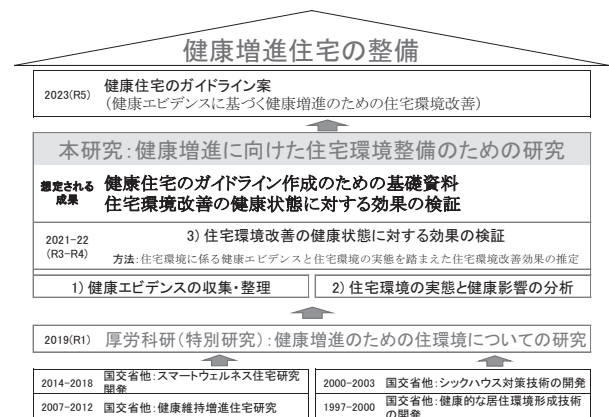 健康増進住宅の整備
2023(R5)
健康住宅のガイドライン案
(健康エビデンスに基づく健康増進のための住宅環境改善)
本研究:健康増進に向けた住宅環境整備のための研究
想定される
成果
健康住宅のガイドライン作成のための基礎資料
住宅環境改善の健康状態に対する効果の検証
2021-22
(R3-R4)
3) 住宅環境改善の健康状態に対する効果の検証
方法:住宅環境に係る健康エビデンスと住宅環境の実態を踏まえた住宅環境改善効果の推定
1) 健康エビデンスの収集・整理
2) 住宅環境の実態と健康影響の分析
2019(R1)
厚労科研(特別研究):健康増進のための住環境についての研究
2014-2018
国交省他:スマートウェルネス住宅研究
開発
2007-2012
国交省他:健康維持増進住宅研究
2000-2003
国交省他:シックハウス対策技術の開発
1997-2000
国交省他:健康的な居住環境形成技術
の開発